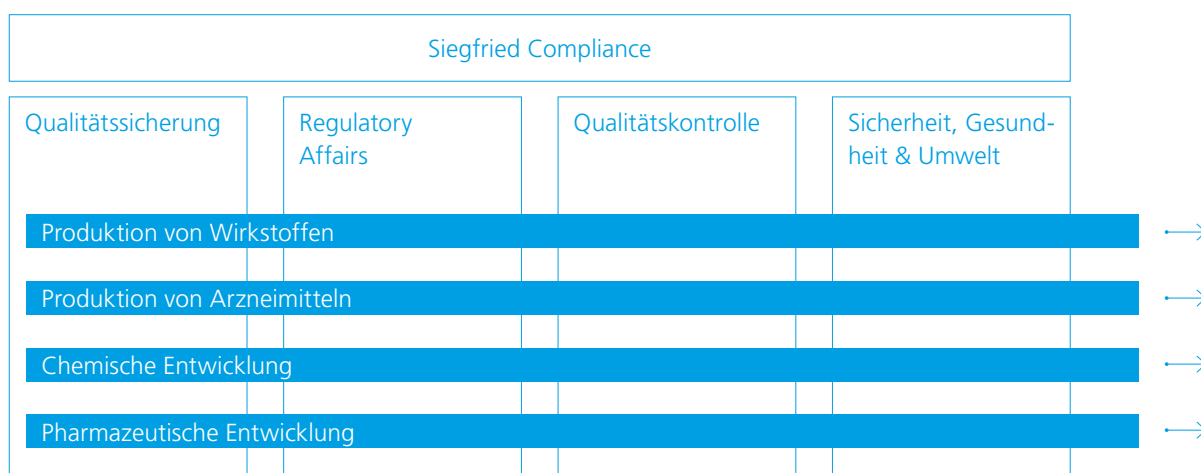 Siegfried Compliance
Qualitätssicherung
Regulatory
Affairs
Qualitätskontrolle
Sicherheit, Gesund-
heit & Umwelt
Produktion von Wirkstoffen
Produktion von Arzneimitteln
Chemische Entwicklung
Pharmazeutische Entwicklung